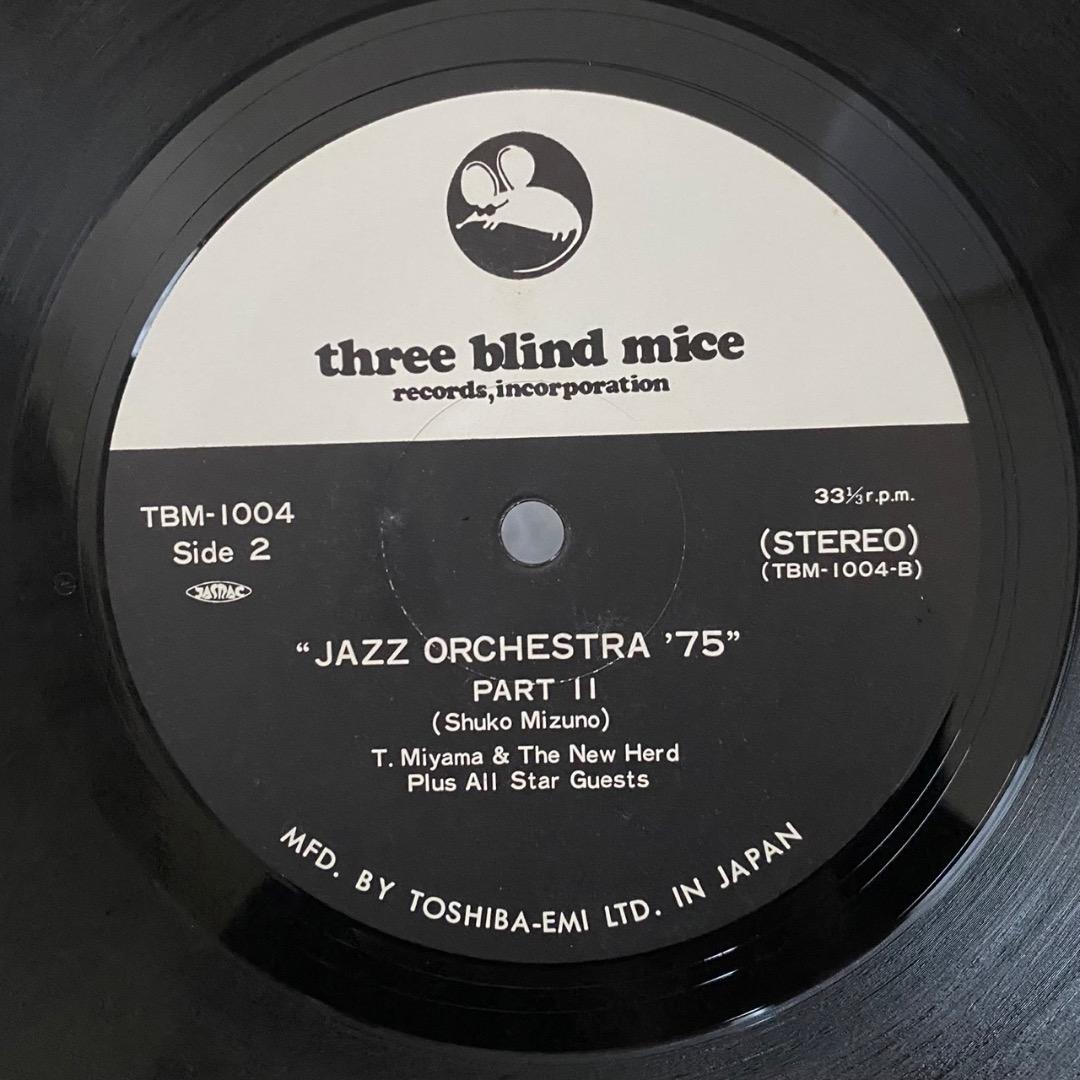 three blind mice
records, incorporation
TBM-1004
Side 2
JASRAC
33⅓ r.p.m.
(STEREO)
(TBM-1004-B)
“JAZZ ORCHESTRA ’75”
PART II
(Shuko Mizuno)
T. Miyama & The New Herd
Plus All Star Guests
MFD. BY TOSHIBA-EMI LTD. IN JAPAN